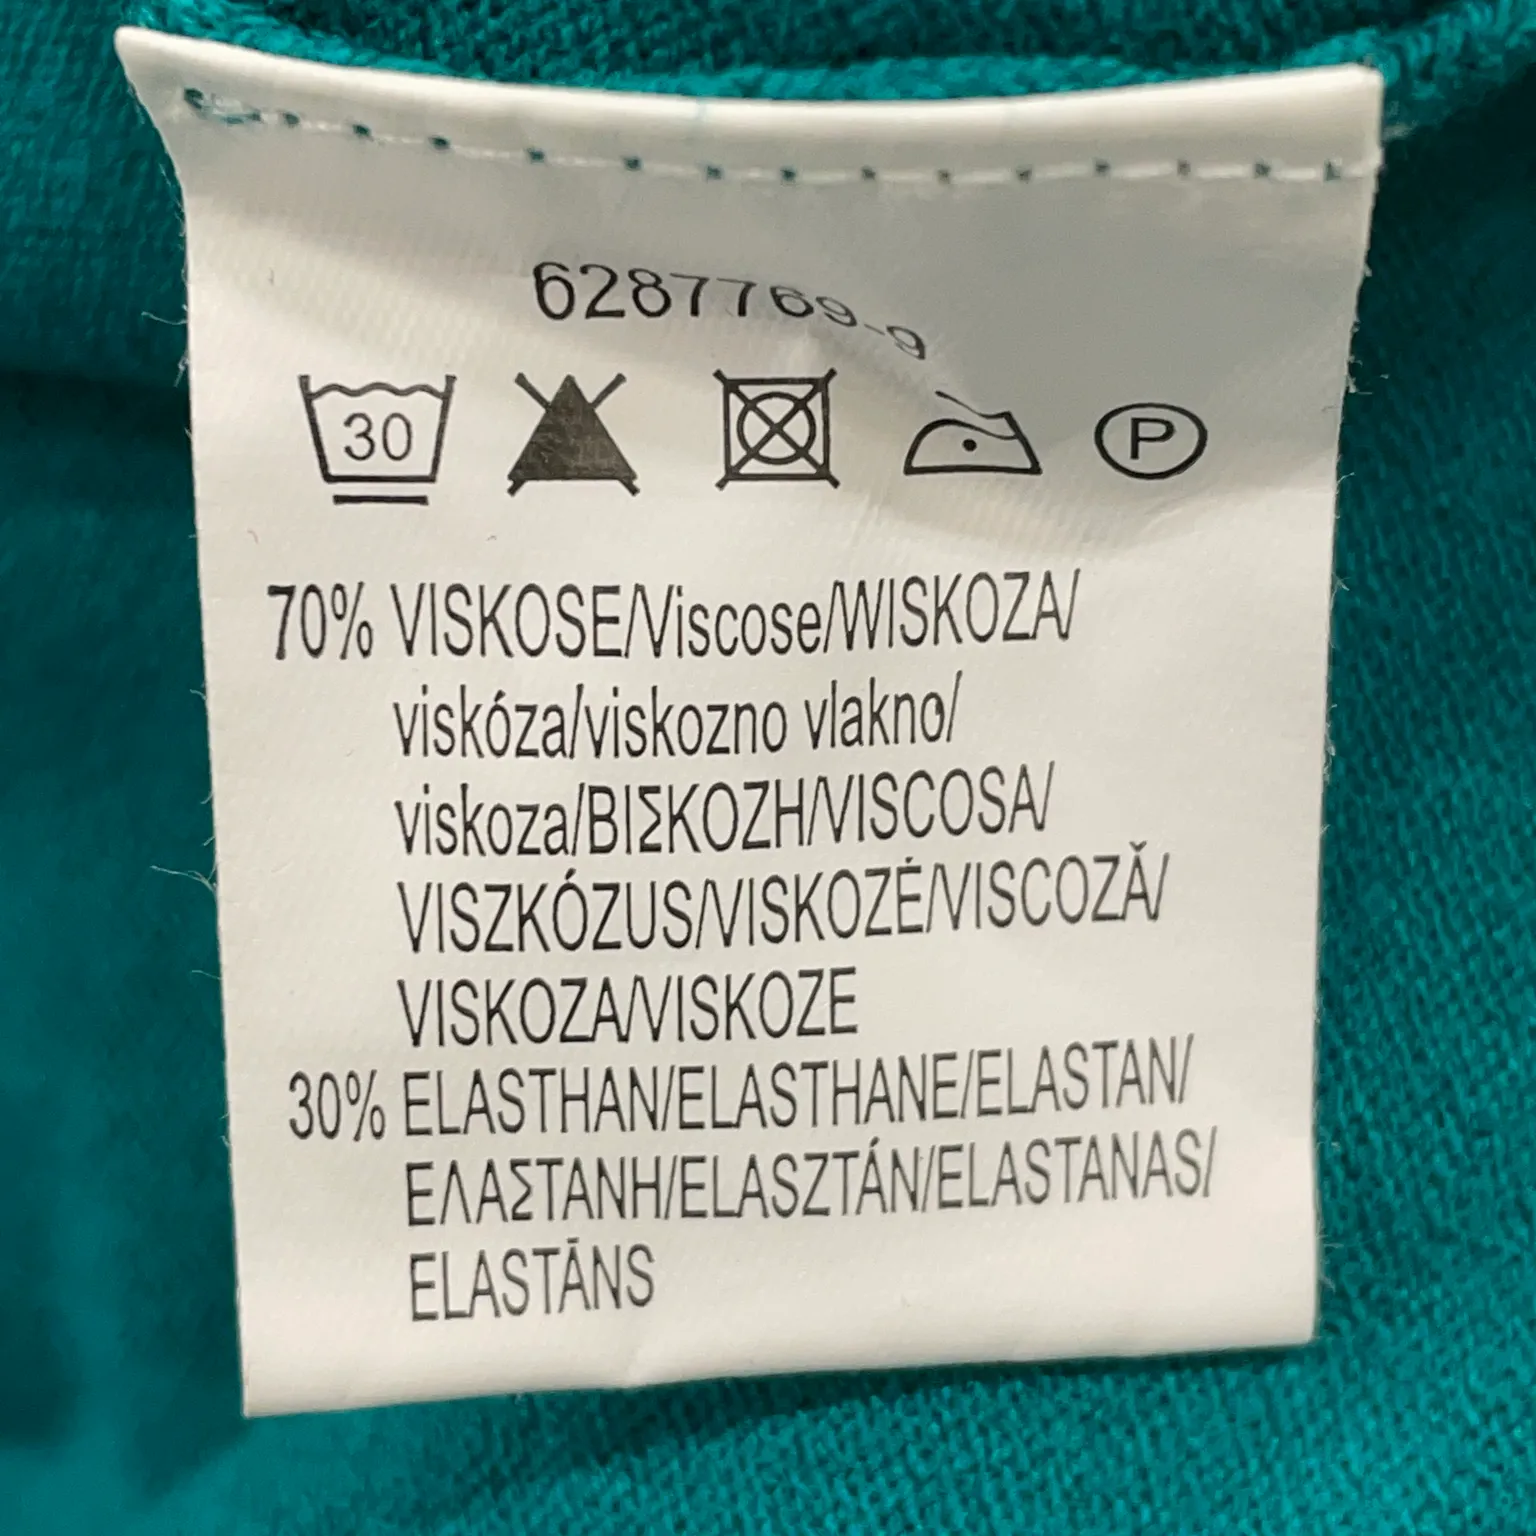 6287769-9
30 P
70% VISKOSE/Viscose/WISKOZA/
viskóza/viskozno vlakno/
viskoza/ΒΙΣΚΟΖΗ/VISCOSA/
VISZKÓZUS/VISKOZĖ/VISCOZĂ/
VISKOZA/VISKOZE
30% ELASTHAN/ELASTHANE/ELASTAN/
ΕΛΑΣΤΑΝΗ/ELASZTÁN/ELASTANAS/
ELASTĀNS